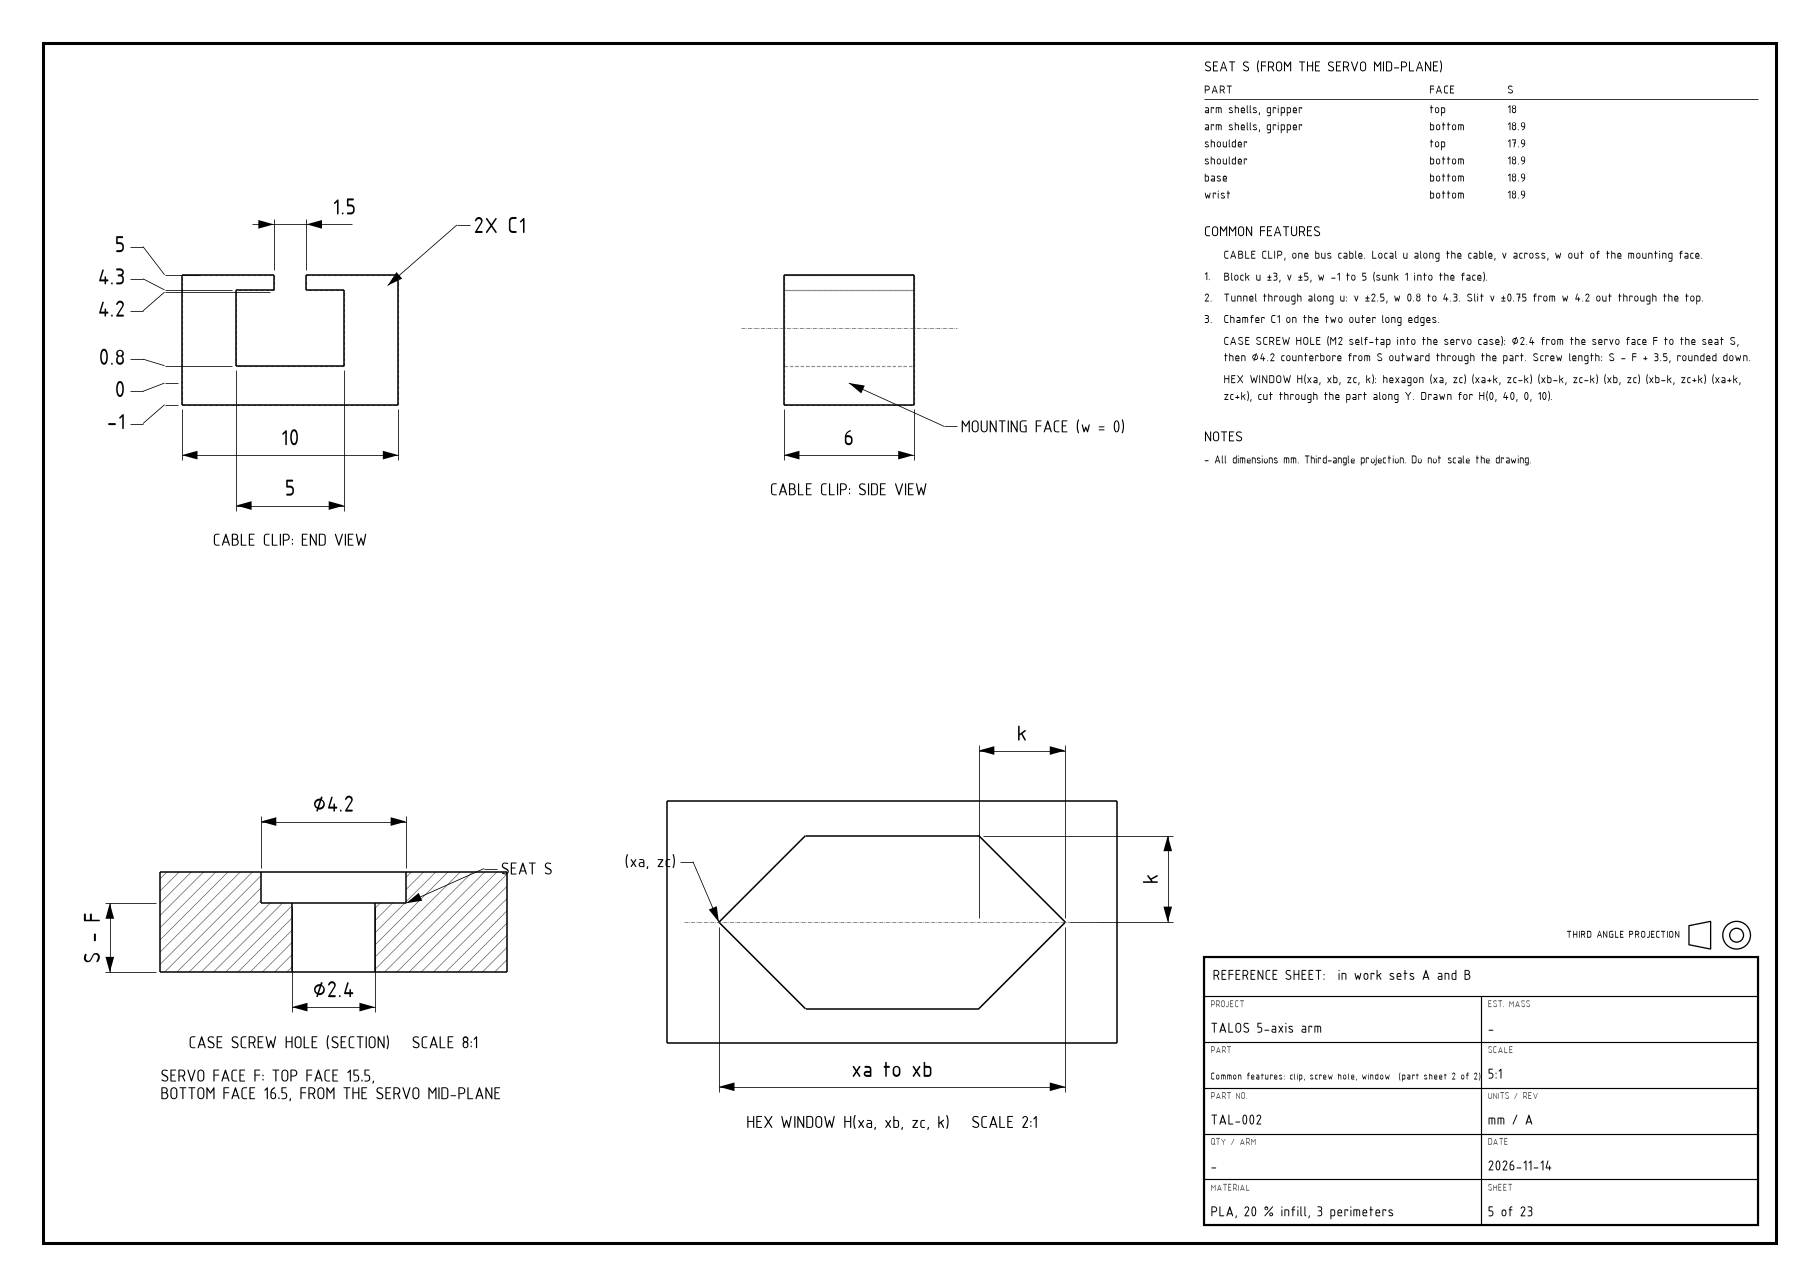 SEAT S (FROM THE SERVO MID-PLANE)
PART FACE S
arm shells, gripper top 18
arm shells, gripper bottom 18.9
shoulder top 17.9
shoulder bottom 18.9
base bottom 18.9
wrist bottom 18.9
COMMON FEATURES
CABLE CLIP, one bus cable. Local u along the cable, v across, w out of the mounting face.
1. Block u ±3, v ±5, w -1 to 5 (sunk 1 into the face).
2. Tunnel through along u: v ±2.5, w 0.8 to 4.3. Slit v ±0.75 from w 4.2 out through the top.
3. Chamfer C1 on the two outer long edges.
CASE SCREW HOLE (M2 self-tap into the servo case): Ø2.4 from the servo face F to the seat S,
then Ø4.2 counterbore from S outward through the part. Screw length: S - F + 3.5, rounded down.
HEX WINDOW H(xa, xb, zc, k): hexagon (xa, zc) (xa+k, zc-k) (xb-k, zc-k) (xb, zc) (xb-k, zc+k) (xa+k,
zc+k), cut through the part along Y. Drawn for H(0, 40, 0, 10).
NOTES
- All dimensions mm. Third-angle projection. Do not scale the drawing.
1.5
2X C1
5
4.3
4.2
0.8
0
-1
10
5
CABLE CLIP: END VIEW
MOUNTING FACE (w = 0)
6
CABLE CLIP: SIDE VIEW
Ø4.2
SEAT S
S - F
Ø2.4
CASE SCREW HOLE (SECTION) SCALE 8:1
SERVO FACE F: TOP FACE 15.5,
BOTTOM FACE 16.5, FROM THE SERVO MID-PLANE
k
(xa, zc)
k
xa to xb
HEX WINDOW H(xa, xb, zc, k) SCALE 2:1
THIRD ANGLE PROJECTION
REFERENCE SHEET: in work sets A and B
PROJECT EST. MASS
TALOS 5-axis arm -
PART SCALE
Common features: clip, screw hole, window (part sheet 2 of 2) 5:1
PART NO. UNITS / REV
TAL-002 mm / A
QTY / ARM DATE
- 2026-11-14
MATERIAL SHEET
PLA, 20 % infill, 3 perimeters 5 of 23